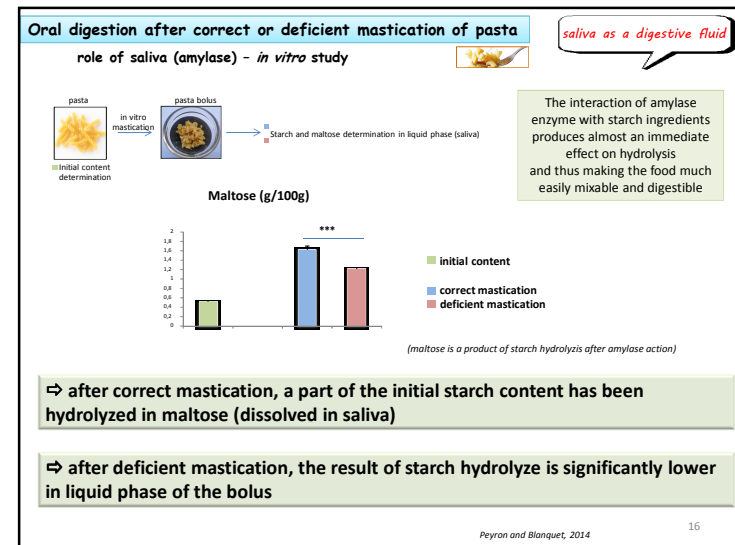 Oral digestion after correct or deficient mastication of pasta
saliva as a digestive fluid
role of saliva (amylase) – in vitro study
pasta
in vitro
mastication
pasta bolus
Starch and maltose determination in liquid phase (saliva)
Initial content
determination
The interaction of amylase
enzyme with starch ingredients
produces almost an immediate
effect on hydrolysis
and thus making the food much
easily mixable and digestible
Maltose (g/100g)
2
1,8
1,6
1,4
1,2
1
0,8
0,6
0,4
0,2
0
***
initial content
correct mastication
deficient mastication
(maltose is a product of starch hydrolyzis after amylase action)
⇨ after correct mastication, a part of the initial starch content has been
hydrolyzed in maltose (dissolved in saliva)
⇨ after deficient mastication, the result of starch hydrolyze is significantly lower
in liquid phase of the bolus
Peyron and Blanquet, 2014
16